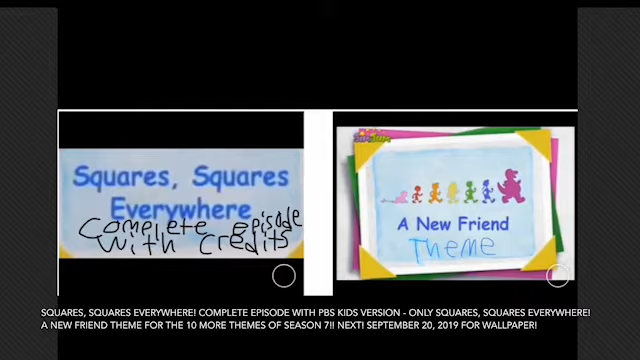 Squares, Squares
Everywhere
Complete episode
with Credits
A New Friend
Theme
SQUARES, SQUARES EVERYWHERE! COMPLETE EPISODE WITH PBS KIDS VERSION - ONLY SQUARES, SQUARES EVERYWHERE!
A NEW FRIEND THEME FOR THE 10 MORE THEMES OF SEASON 7!! NEXT! SEPTEMBER 20, 2019 FOR WALLPAPER!